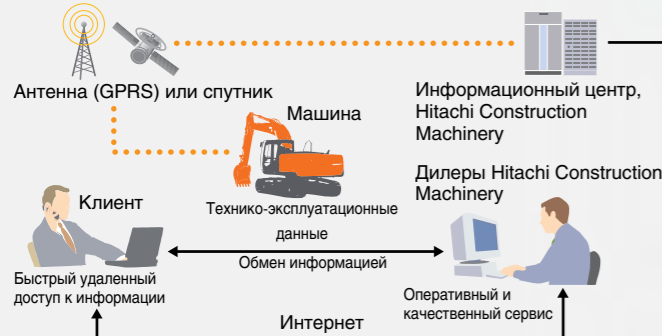 Антенна (GPRS) или спутник
Информационный центр,
Hitachi Construction
Machinery
Машина
Дилеры Hitachi Construction
Machinery
Клиент
Технико-эксплуатационные
данные
Обмен информацией
Быстрый удаленный
доступ к информации
Оперативный и
качественный сервис
Интернет